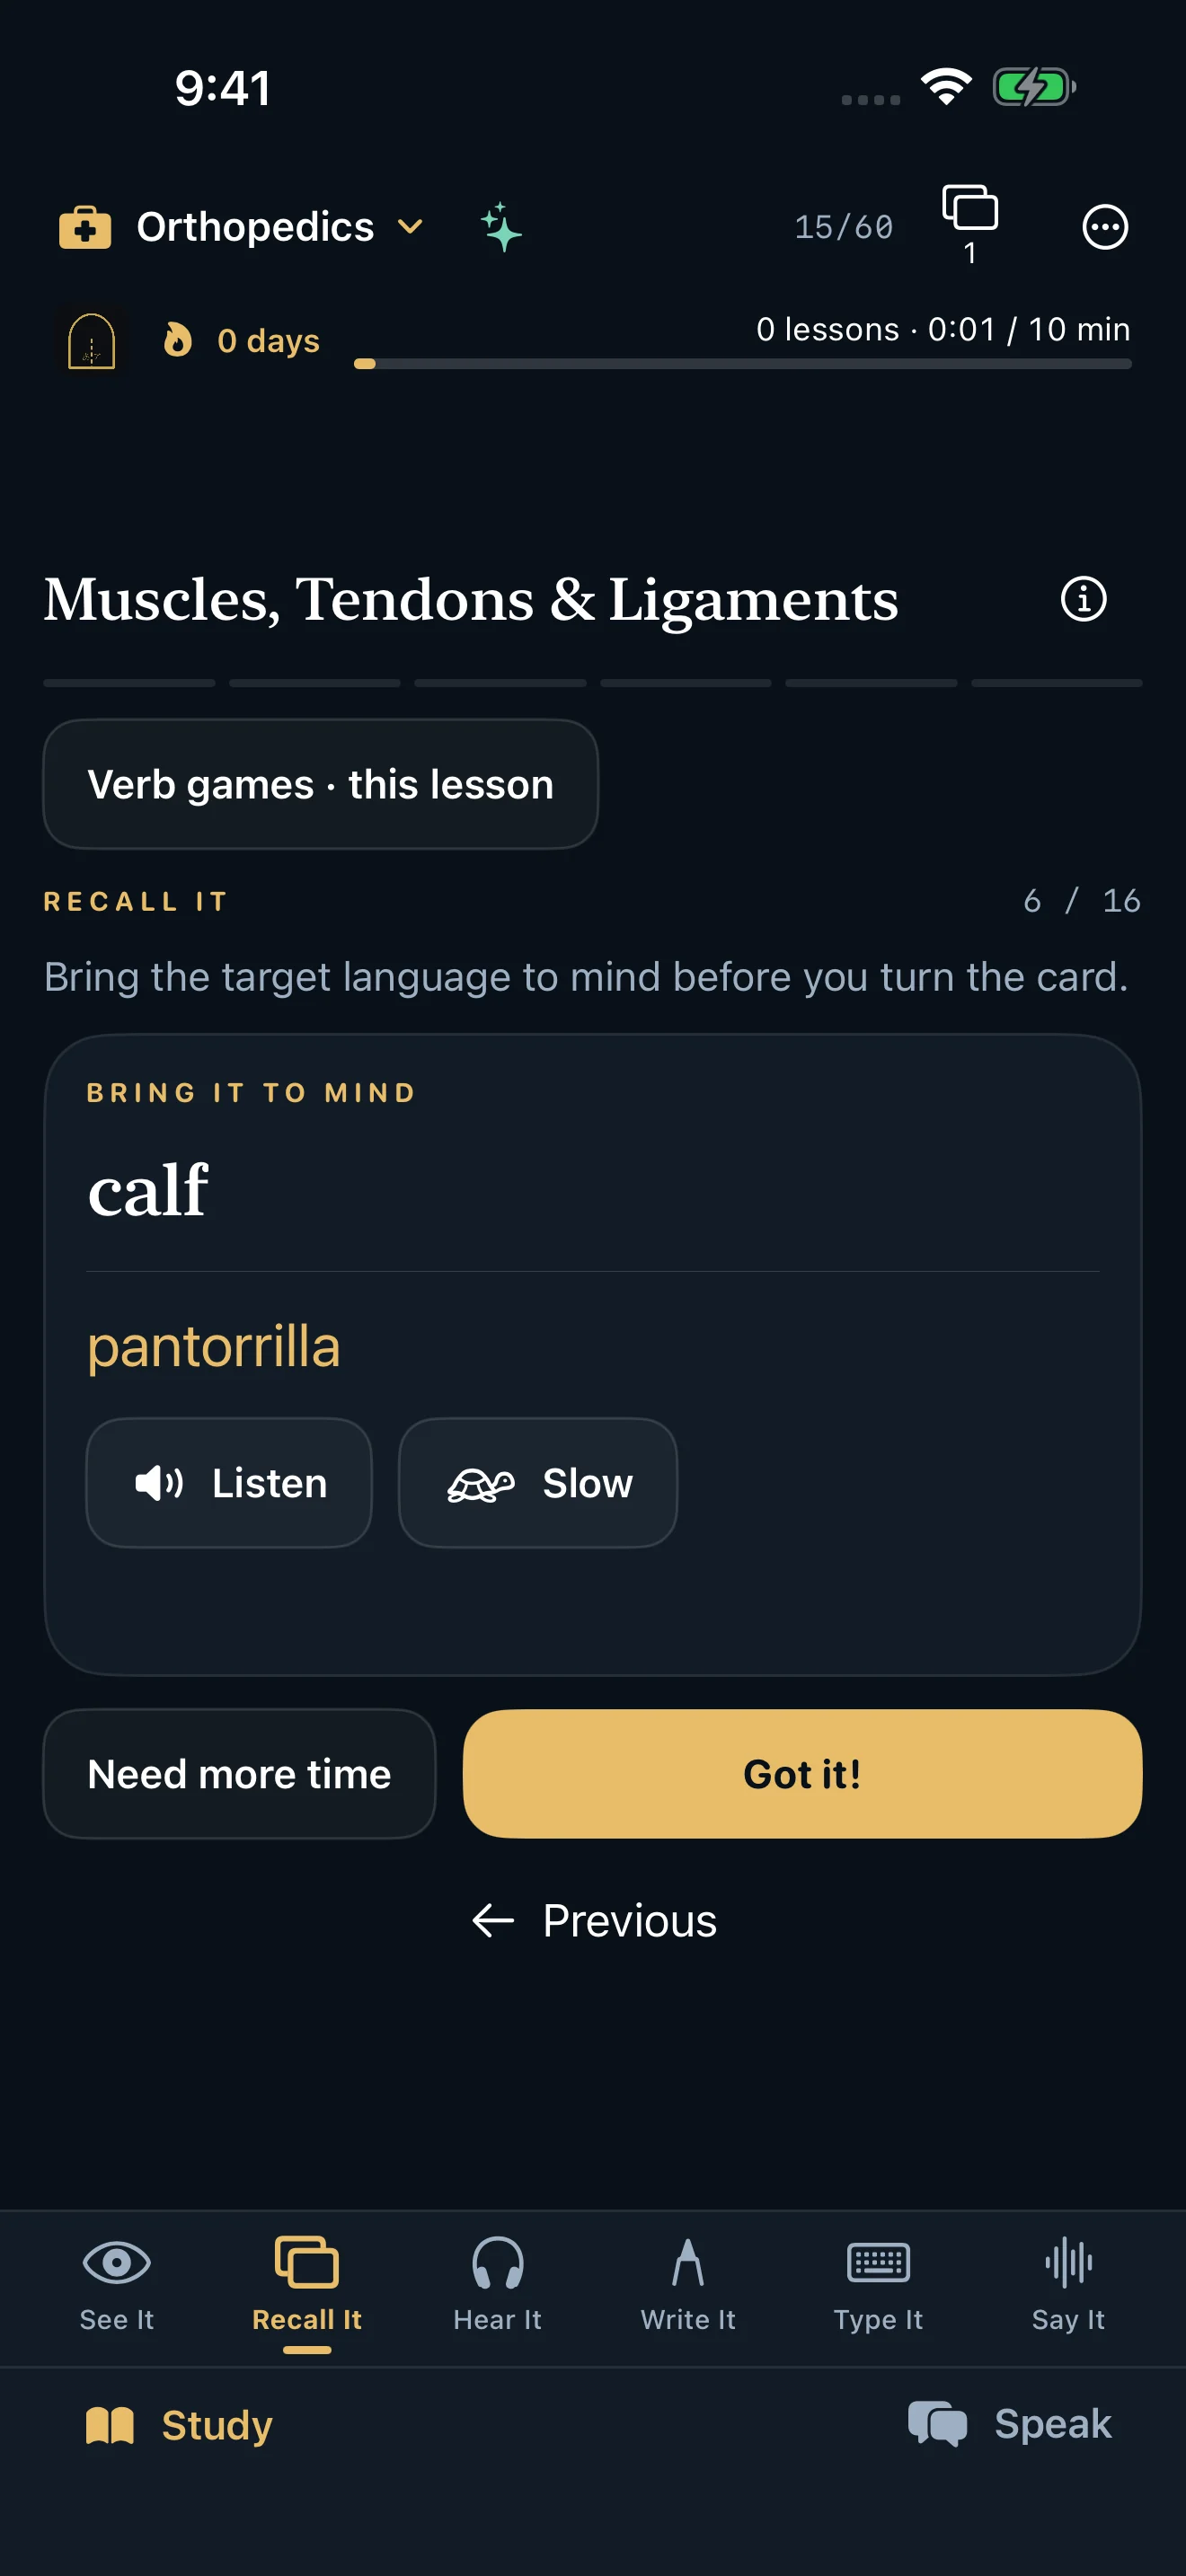 9:41
Orthopedics
15/60
1
0 days
0 lessons · 0:01 / 10 min
Muscles, Tendons & Ligaments
Verb games · this lesson
RECALL IT
6 / 16
Bring the target language to mind before you turn the card.
BRING IT TO MIND
calf
pantorrilla
Listen
Slow
Need more time
Got it!
← Previous
See It
Recall It
Hear It
Write It
Type It
Say It
Study
Speak